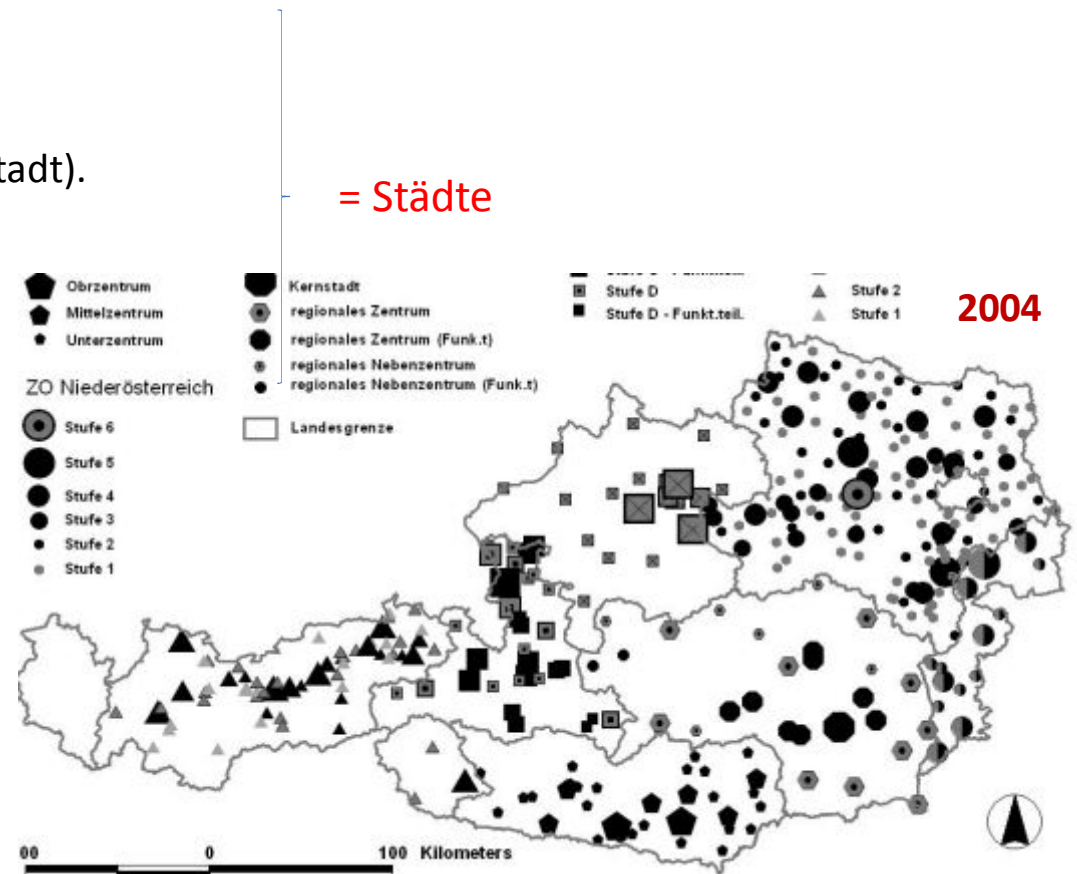 tadt).
= Städte
Obrzentrum
Mittelzentrum
Unterzentrum
ZO Niederösterreich
Stufe 6
Stufe 5
Stufe 4
Stufe 3
Stufe 2
Stufe 1
Kernstadt
regionales Zentrum
regionales Zentrum (Funk.t)
regionales Nebenzentrum
regionales Nebenzentrum (Funk.t)
Landesgrenze
Stufe D
Stufe D - Funkt.teil.
Stufe 2
Stufe 1
2004
00 0 100 Kilometers